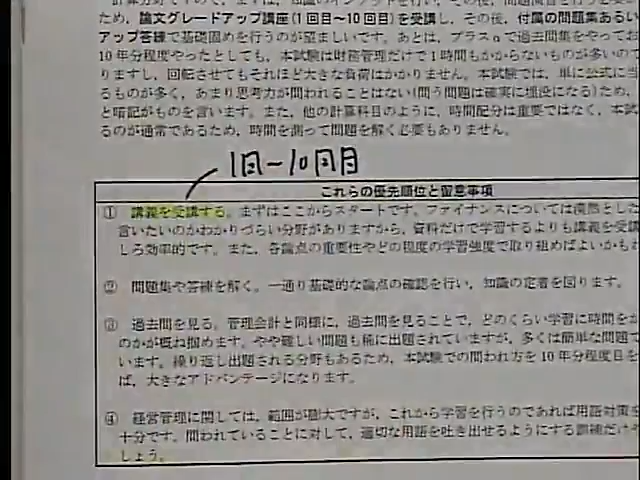 ため、論文グレードアップ講座(1回目～10回目)を受講し、その後、付属の問題集あるい
アップ答練で基礎固めを行うのが望ましいです。あとは、プラスαで過去問集をやってお
10年分程度やったとしても、本試験は財務管理だけで1時間もかからないものが多いので
りますし、回転させてもそれほど大きな負荷はかかりません。本試験では、単に公式に当
るものが多く、あまり思考力が問われることはない(問う問題は確実に埋没になる)ため、
と暗記がものを言います。また、他の計算科目のように、時間配分は重要ではなく、本試
るのが通常であるため、時間を測って問題を解く必要もありません。
1回～10回目
これらの優先順位と留意事項
① 講義を受講する。まずはここからスタートです。ファイナンスについては漠然とした
言いたいのかわかりづらい分野がありますから、資料だけで学習するよりも講義を受講
しろ効率的です。また、各論点の重要性やどの程度の学習強度で取り組めばよいかも
② 問題集や答練を解く。一通り基礎的な論点の確認を行い、知識の定着を図ります。
③ 過去問を見る。管理会計と同様に、過去問を見ることで、どのくらい学習に時間を
のかが概ね掴めます。やや難しい問題も稀に出題されていますが、多くは簡単な問題で
います。繰り返し出題される分野もあるため、本試験での問われ方を10年分程度目を
ば、大きなアドバンテージになります。
④ 経営管理に関しては、範囲が膨大ですが、これから学習を行うのであれば用語対策を
十分です。問われていることに対して、適切な用語を吐き出せるようにする訓練だけ
しょう。